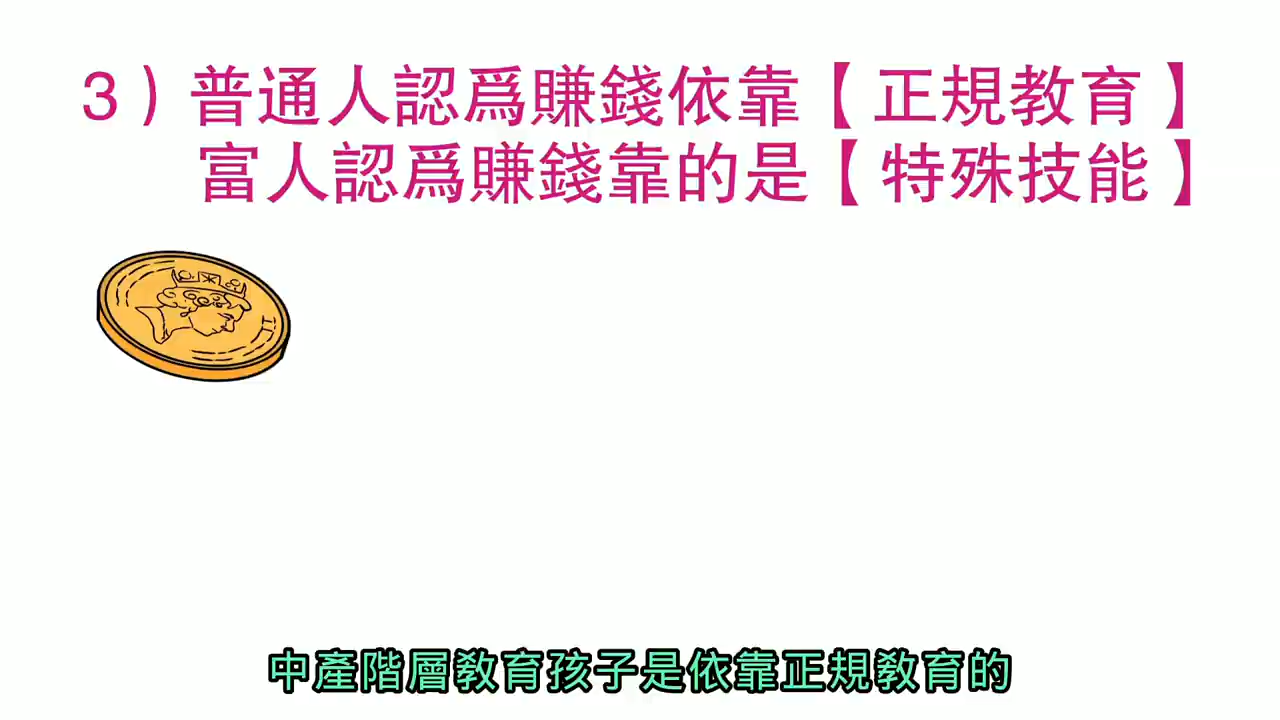 3）普通人認爲賺錢依靠【正規教育】
富人認爲賺錢靠的是【特殊技能】
中產階層教育孩子是依靠正規教育的